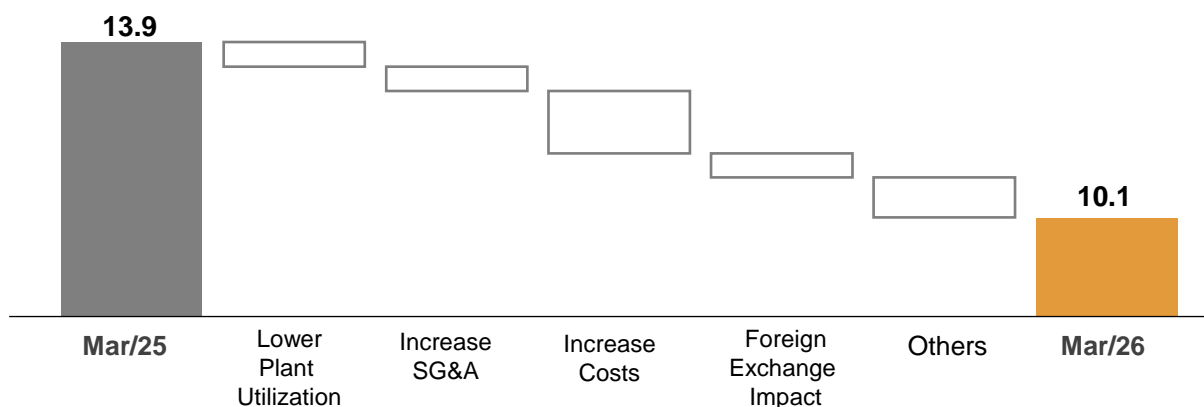 13.9
10.1
Mar/25
Lower
Plant
Utilization
Increase
SG&A
Increase
Costs
Foreign
Exchange
Impact
Others
Mar/26